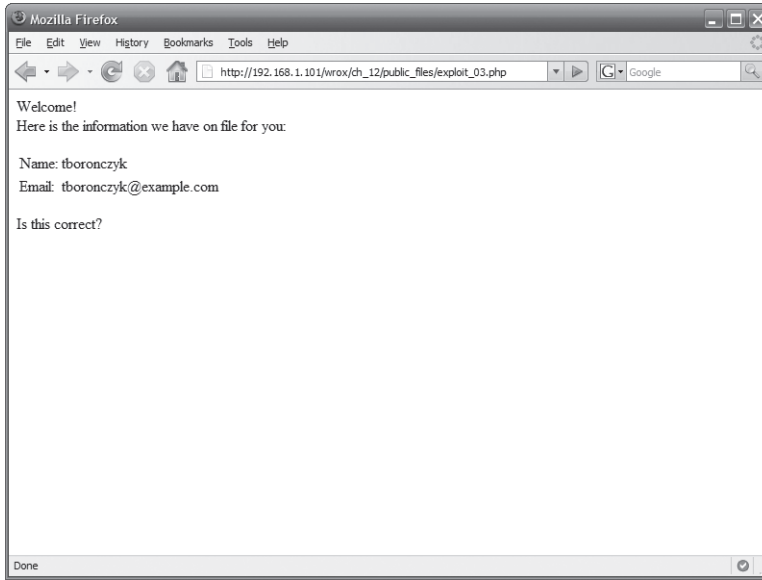 Mozilla Firefox
File Edit View History Bookmarks Tools Help
http://192.168.1.101/wrox/ch_12/public_files/exploit_03.php G Google
Welcome!
Here is the information we have on file for you:
Name: tboronczyk
Email: tboronczyk@example.com
Is this correct?
Done